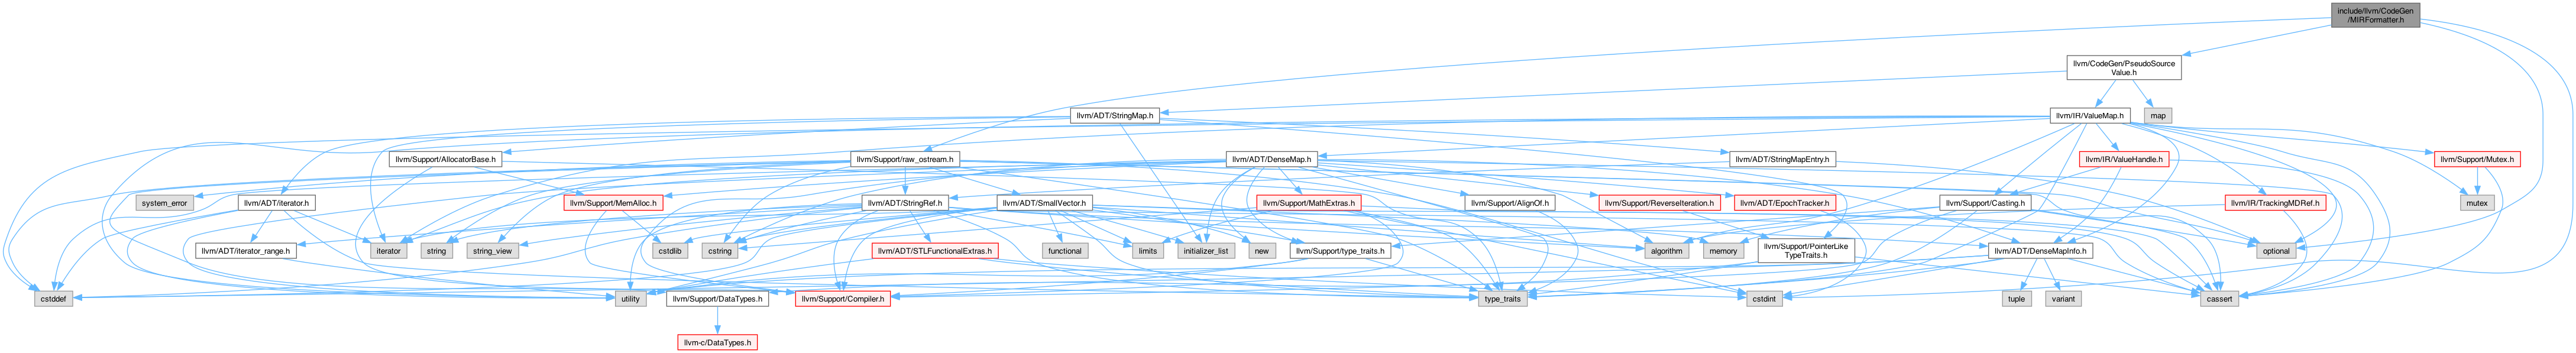 include/llvm/CodeGen
/MIRFormatter.h
llvm/CodeGen/PseudoSource
Value.h
llvm/ADT/StringMap.h
llvm/IR/ValueMap.h
map
llvm/Support/AllocatorBase.h
llvm/Support/raw_ostream.h
llvm/ADT/DenseMap.h
llvm/ADT/StringMapEntry.h
llvm/IR/ValueHandle.h
llvm/Support/Mutex.h
system_error
llvm/ADT/iterator.h
llvm/Support/MemAlloc.h
llvm/ADT/StringRef.h
llvm/ADT/SmallVector.h
llvm/Support/MathExtras.h
llvm/Support/AlignOf.h
llvm/Support/ReverseIteration.h
llvm/ADT/EpochTracker.h
llvm/Support/Casting.h
llvm/IR/TrackingMDRef.h
mutex
llvm/ADT/iterator_range.h
iterator
string
string_view
cstdlib
cstring
llvm/ADT/STLFunctionalExtras.h
functional
limits
initializer_list
new
llvm/Support/type_traits.h
algorithm
memory
llvm/Support/PointerLike
TypeTraits.h
llvm/ADT/DenseMapInfo.h
optional
cstddef
utility
llvm/Support/DataTypes.h
llvm/Support/Compiler.h
type_traits
cstdint
tuple
variant
cassert
llvm-c/DataTypes.h